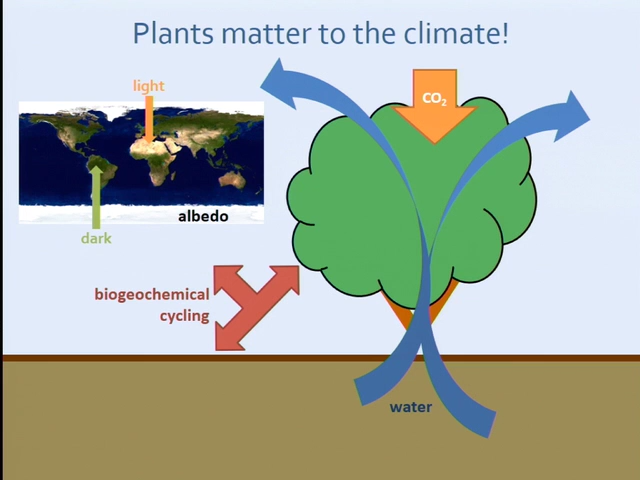 Plants matter to the climate!
light
CO₂
albedo
dark
biogeochemical
cycling
water